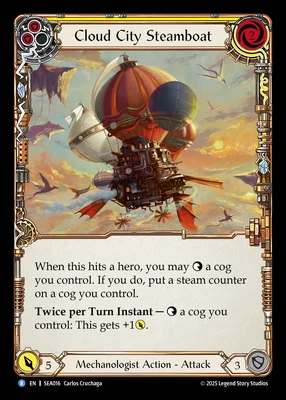 Cloud City Steamboat
When this hits a hero, you may a cog
you control. If you do, put a steam counter
on a cog you control.
Twice per Turn Instant — a cog
you control: This gets +1.
5 Mechanologist Action - Attack 3
R EN | SEA016 Carlos Cruchaga © 2025 Legend Story Studios